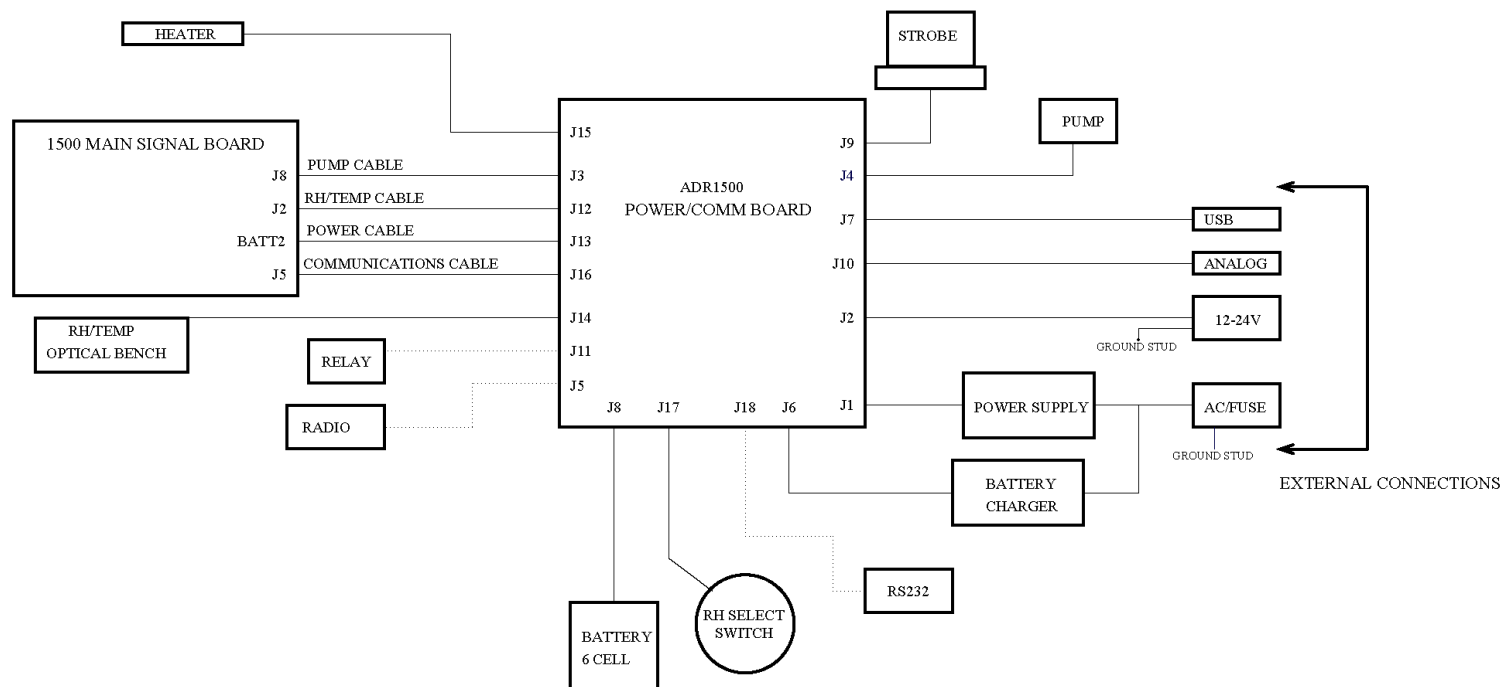 HEATER
STROBE
PUMP
1500 MAIN SIGNAL BOARD
J8
J2
BATT2
J5
PUMP CABLE
RH/TEMP CABLE
POWER CABLE
COMMUNICATIONS CABLE
RH/TEMP
OPTICAL BENCH
RELAY
RADIO
ADR1500
POWER/COMM BOARD
J15
J3
J12
J13
J16
J14
J11
J5
J8
J17
J18
J6
J9
J4
J7
J10
J2
J1
USB
ANALOG
12-24V
GROUND STUD
POWER SUPPLY
AC/FUSE
GROUND STUD
BATTERY
CHARGER
EXTERNAL CONNECTIONS
RS232
RH SELECT
SWITCH
BATTERY
6 CELL